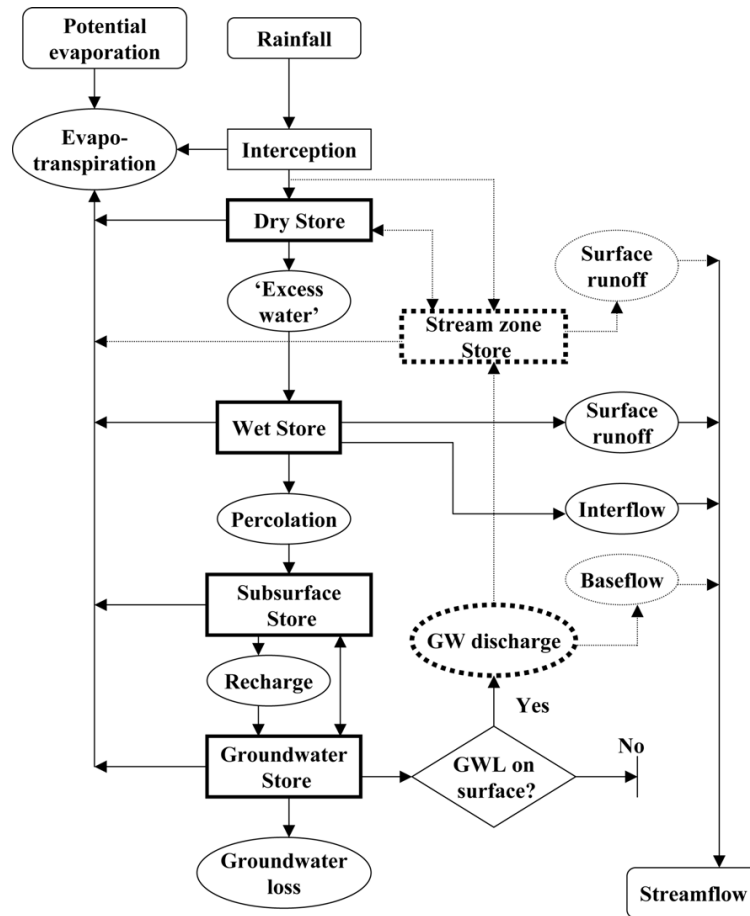 Potential
evaporation
Rainfall
Evapo-
transpiration
Interception
Dry Store
Surface
runoff
‘Excess
water’
Stream zone
Store
Wet Store
Surface
runoff
Percolation
Interflow
Subsurface
Store
Baseflow
GW discharge
Recharge
Yes
No
Groundwater
Store
GWL on
surface?
Groundwater
loss
Streamflow